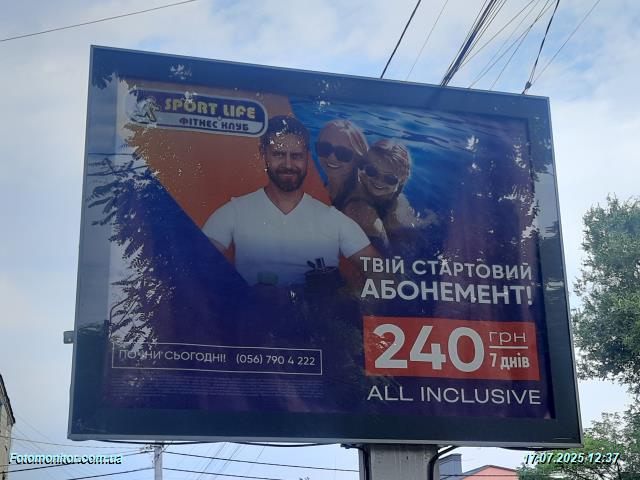 SPORT LIFE
ФІТНЕС КЛУБ
ТВІЙ СТАРТОВИЙ
АБОНЕМЕНТ!
240 грн
7 днів
ALL INCLUSIVE
ПОЧНИ СЬОГОДНІ! (056) 790 4 222
Fotomonitor.com.ua
17.07.2025 12:37